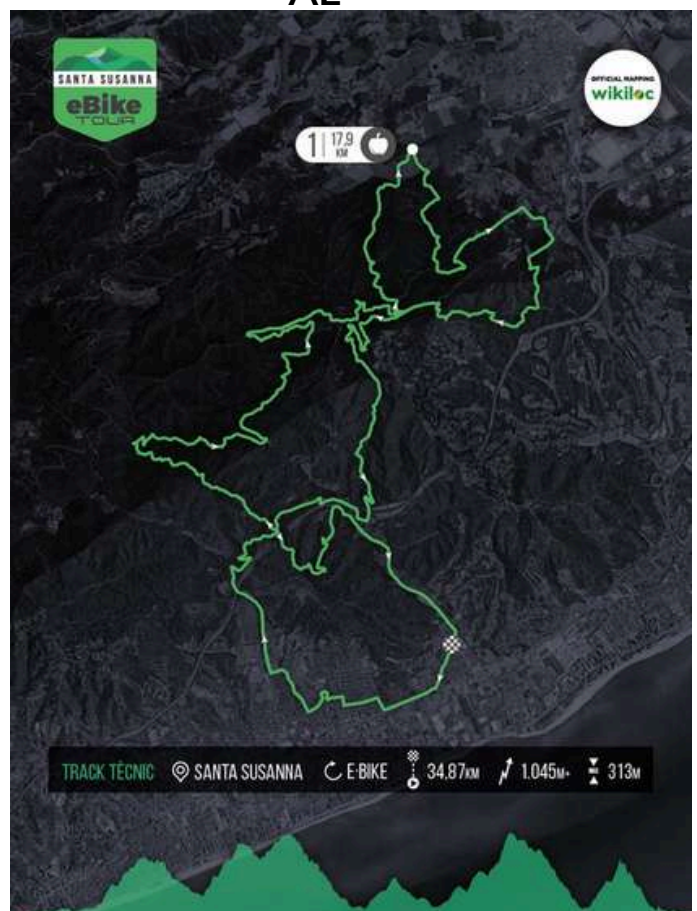 SANTA SUSANNA
eBike
TOUR
OFFICIAL MAPPING
wikiloc
1 17,9
KM
TRACK TÈCNIC SANTA SUSANNA E-BIKE 34,87KM 1.045M+ 313M